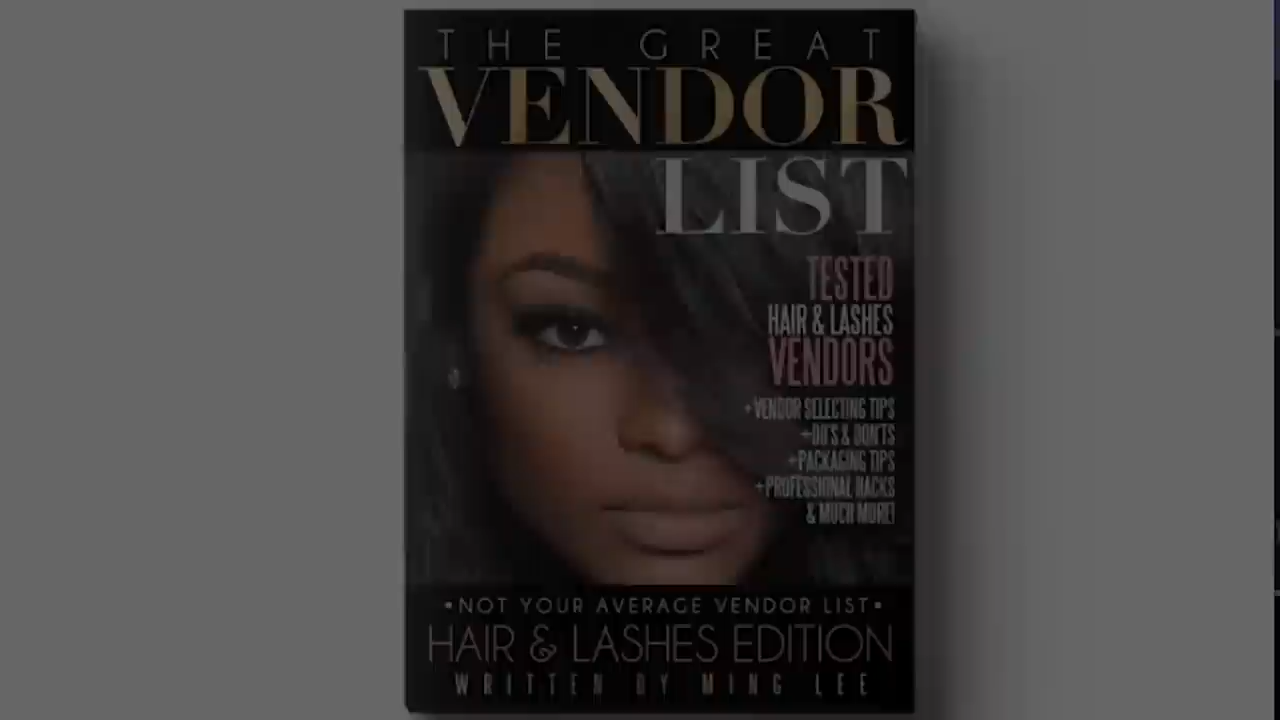 THE GREAT
VENDOR
LIST
TESTED
HAIR & LASHES
VENDORS
+VENDOR SELECTING TIPS
+DO'S & DON'TS
+PACKAGING TIPS
+PROFESSIONAL HACKS
& MUCH MORE!
•NOT YOUR AVERAGE VENDOR LIST•
HAIR & LASHES EDITION
WRITTEN BY MING LEE